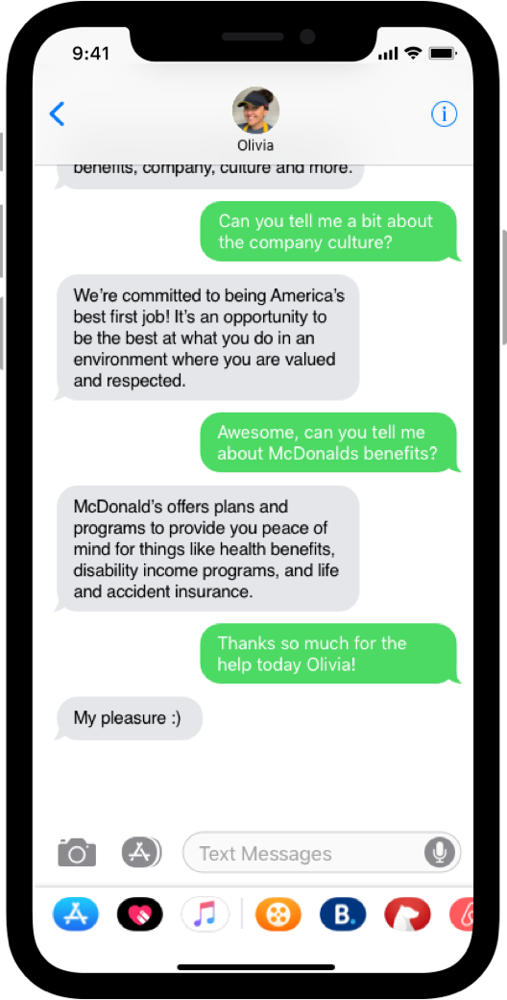 9:41
Olivia
benefits, company, culture and more.
Can you tell me a bit about
the company culture?
We’re committed to being America’s
best first job! It’s an opportunity to
be the best at what you do in an
environment where you are valued
and respected.
Awesome, can you tell me
about McDonalds benefits?
McDonald’s offers plans and
programs to provide you peace of
mind for things like health benefits,
disability income programs, and life
and accident insurance.
Thanks so much for the
help today Olivia!
My pleasure :)
Text Messages
B.